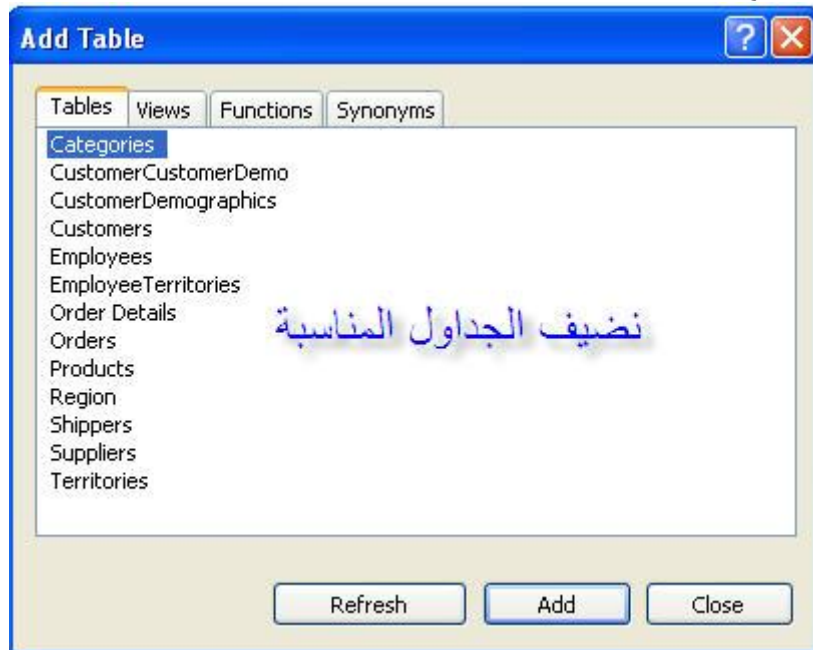 Add Table
Tables Views Functions Synonyms
Categories
CustomerCustomerDemo
CustomerDemographics
Customers
Employees
EmployeeTerritories
Order Details
Orders
Products
Region
Shippers
Suppliers
Territories
نضيف الجداول المناسبة
Refresh Add Close